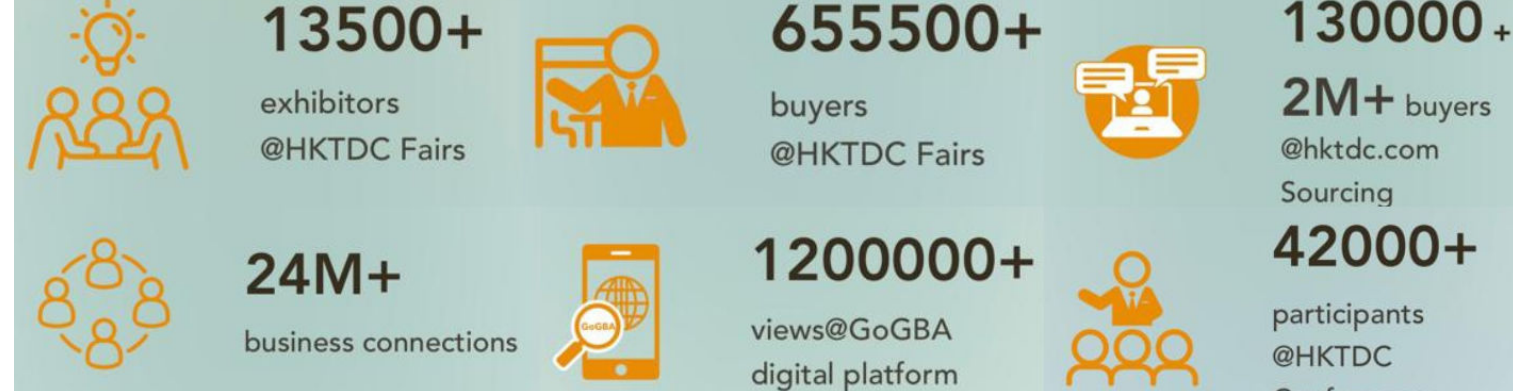 13500+
exhibitors
@HKTDC Fairs
655500+
buyers
@HKTDC Fairs
130000+
2M+ buyers
@hktdc.com
Sourcing
24M+
business connections
GoGBA
1200000+
views@GoGBA
digital platform
42000+
participants
@HKTDC